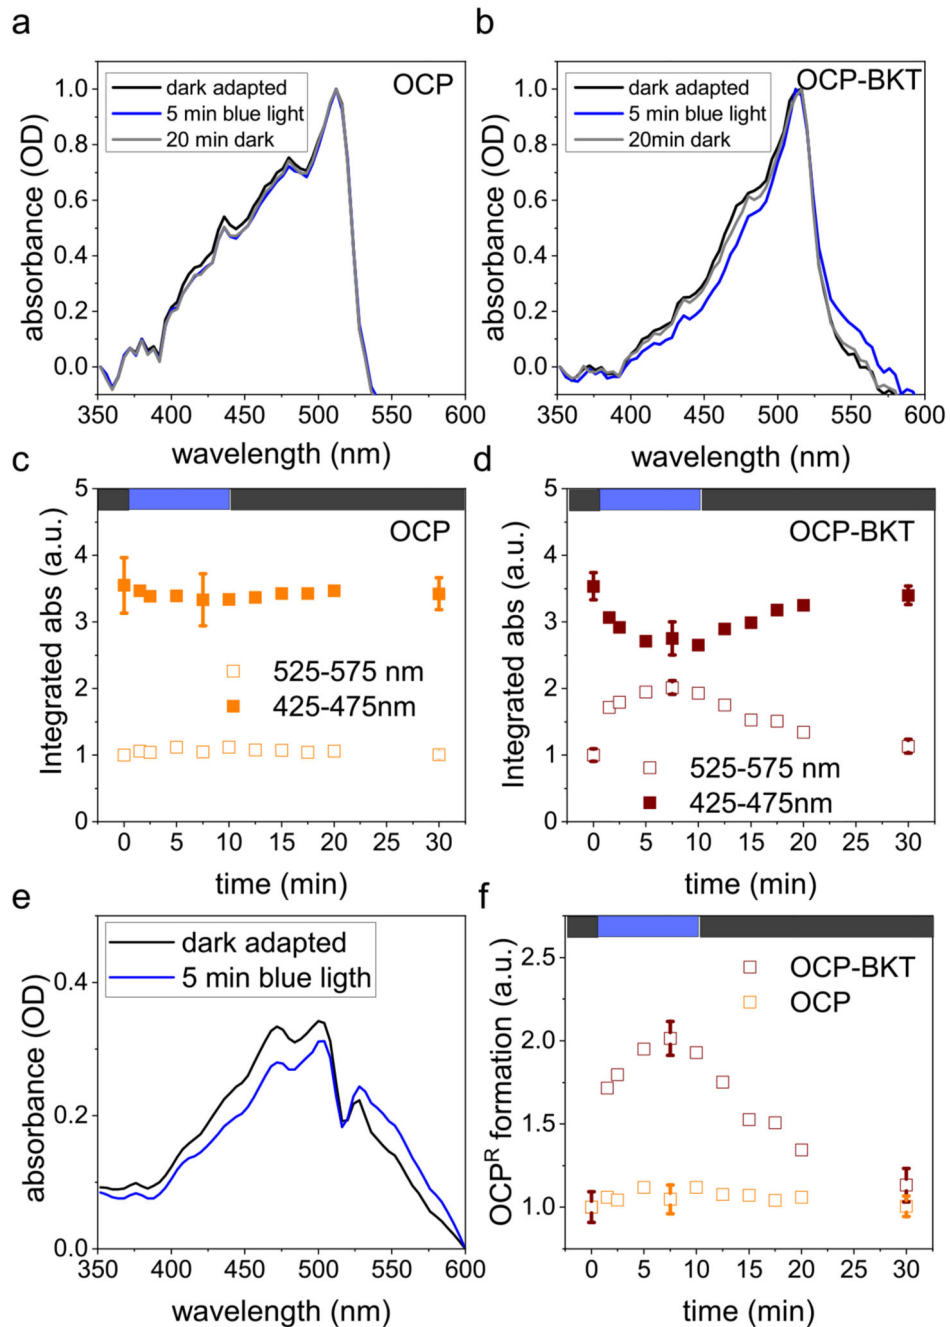 a
dark adapted
OCP
5 min blue light
20 min dark
1.0
0.8
0.6
0.4
0.2
0.0
absorbance (OD)
350 400 450 500 550 600
wavelength (nm)
b
dark adapted
OCP-BKT
5 min blue light
20min dark
1.0
0.8
0.6
0.4
0.2
0.0
absorbance (OD)
350 400 450 500 550 600
wavelength (nm)
c
OCP
5
4
3
2
1
0
Integrated abs (a.u.)
525-575 nm
425-475nm
0 5 10 15 20 25 30
time (min)
d
OCP-BKT
5
4
3
2
1
0
Integrated abs (a.u.)
525-575 nm
425-475nm
0 5 10 15 20 25 30
time (min)
e
dark adapted
5 min blue ligth
0.4
0.2
0.0
absorbance (OD)
350 400 450 500 550 600
wavelength (nm)
f
OCP-BKT
OCP
2.5
2.0
1.5
1.0
OCPᴿ formation (a.u.)
0 5 10 15 20 25 30
time (min)